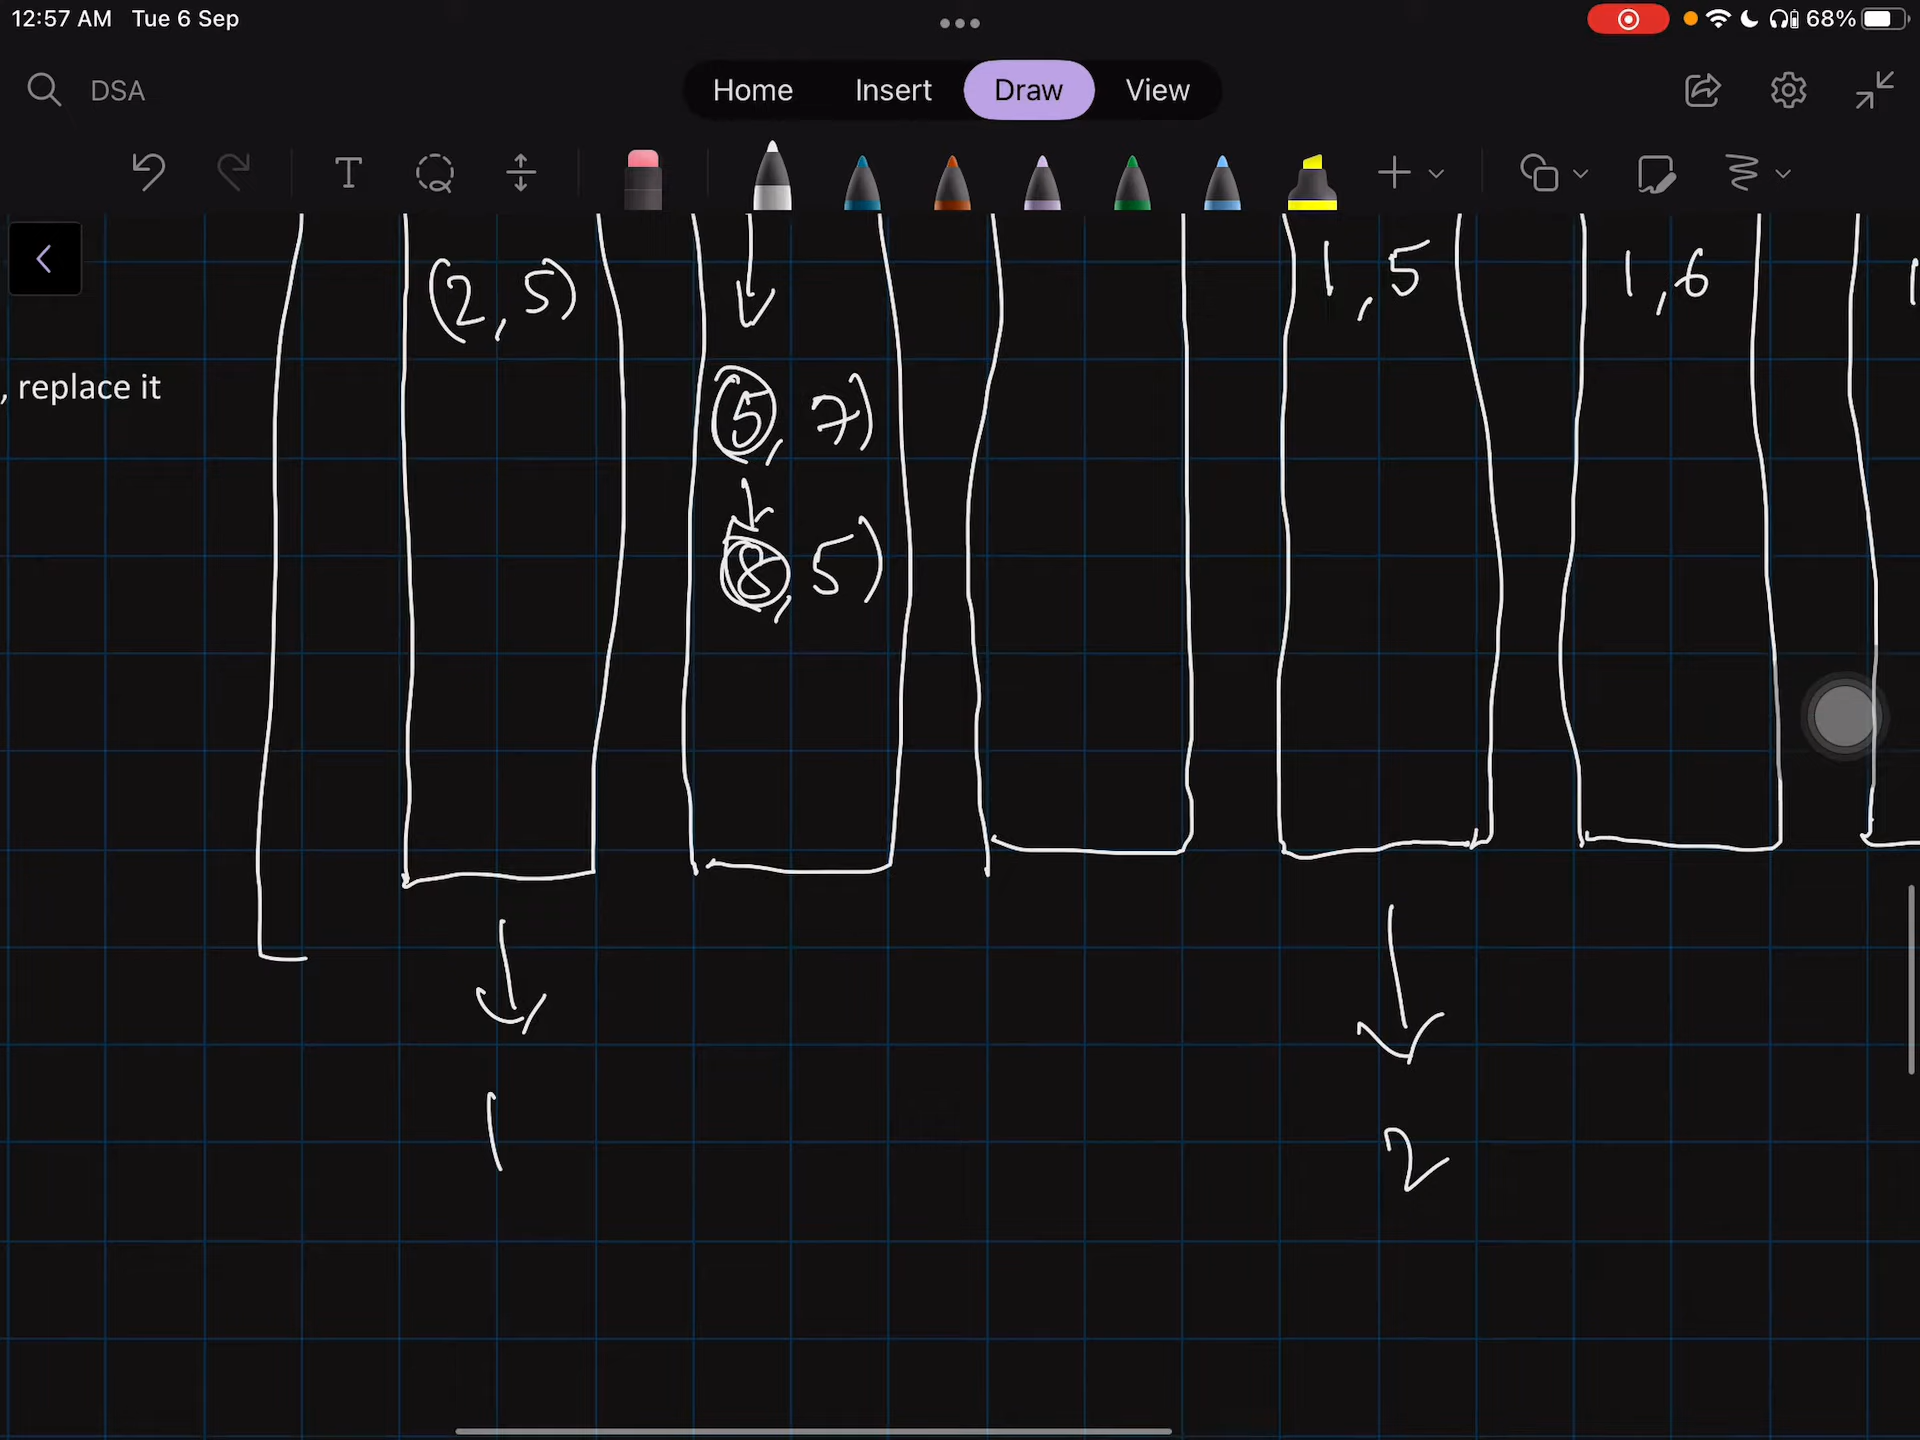 12:57 AM Tue 6 Sep
68%
DSA
Home Insert Draw View
T
(2, 5)
1, 5
1, 6
, replace it
(5, 7)
(8, 5)
1
2